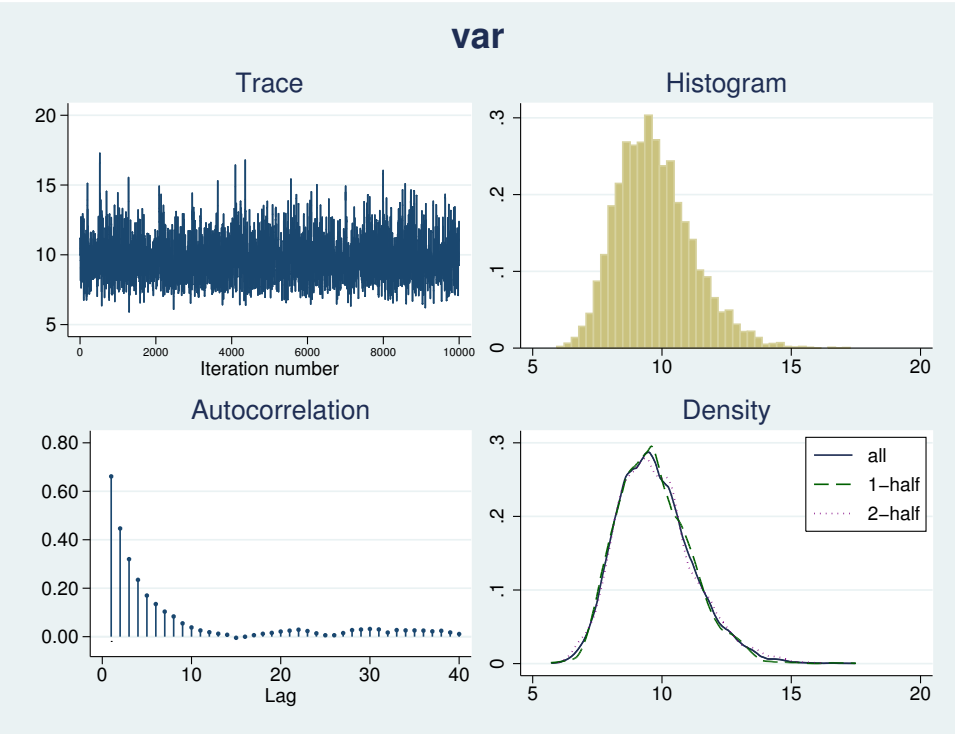 var
Trace
20
15
10
5
0 2000 4000 6000 8000 10000
Iteration number
Histogram
.3
.2
.1
0
5 10 15 20
Autocorrelation
0.80
0.60
0.40
0.20
0.00
0 10 20 30 40
Lag
Density
.3
.2
.1
0
5 10 15 20
all
1−half
2−half